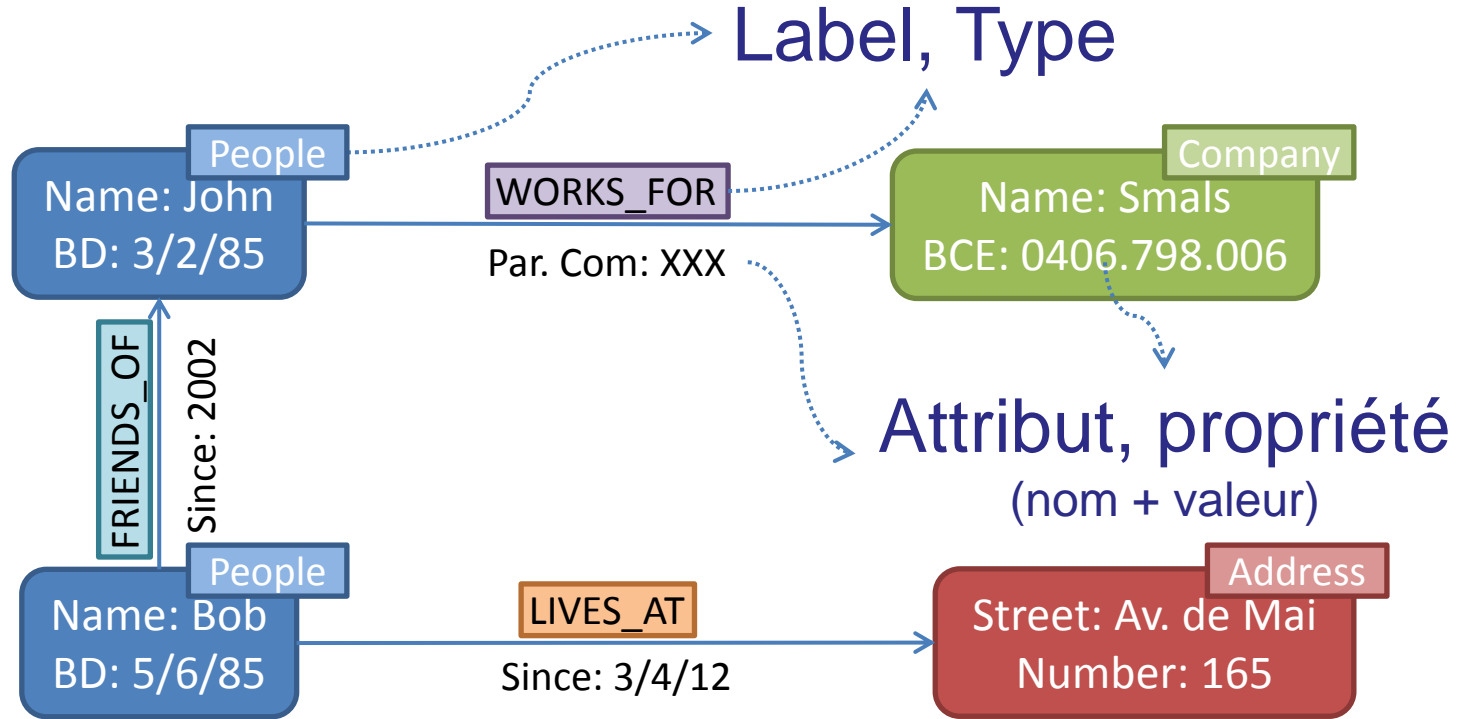 Label, Type
People
Name: John
BD: 3/2/85
WORKS_FOR
Par. Com: XXX
Company
Name: Smals
BCE: 0406.798.006
FRIENDS_OF
Since: 2002
Attribut, propriété
(nom + valeur)
People
Name: Bob
BD: 5/6/85
LIVES_AT
Since: 3/4/12
Address
Street: Av. de Mai
Number: 165